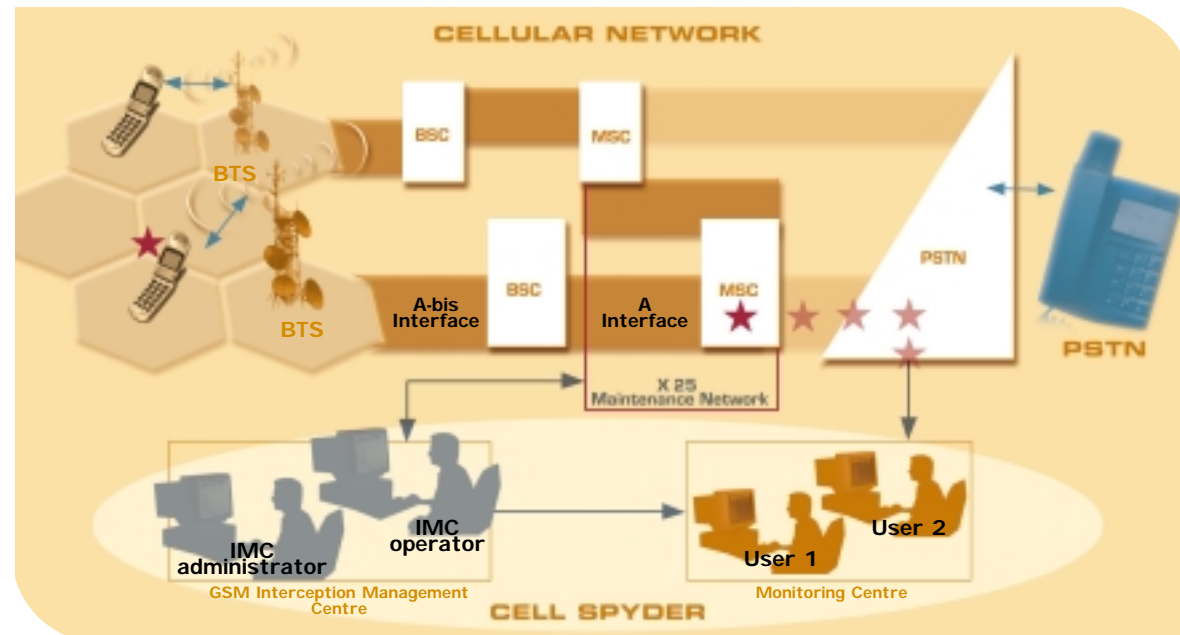 CELLULAR NETWORK
BSC
MSC
BTS
PSTN
BSC
MSC
A-bis
Interface
A
Interface
BTS
PSTN
X 25
Maintenance Network
IMC
operator
IMC
administrator
User 2
User 1
GSM Interception Management
Centre
Monitoring Centre
CELL SPYDER